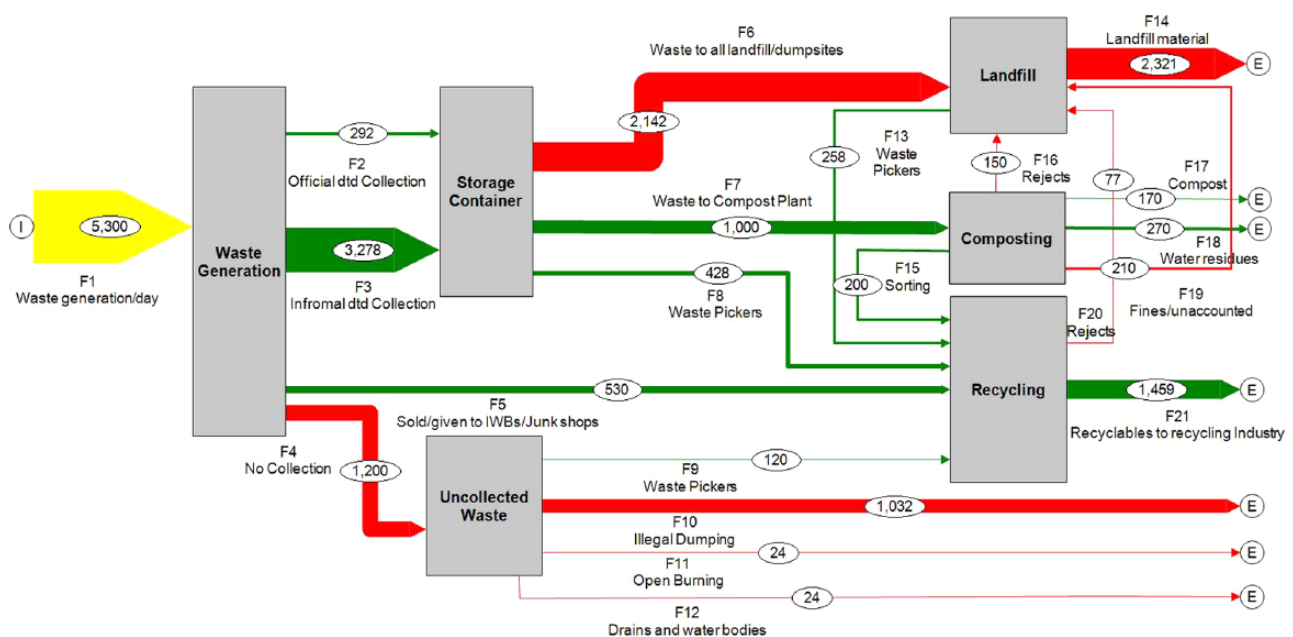 F6
Waste to all landfill/dumpsites
2,142
Landfill
F14
Landfill material
2,321
E
Waste
Generation
292
F2
Official dtd Collection
Storage
Container
258
F13
Waste
Pickers
150
F16
Rejects
77
F17
Compost
170
E
I
5,300
F1
Waste generation/day
3,278
F3
Infromal dtd Collection
F7
Waste to Compost Plant
1,000
Composting
270
E
F18
Water residues
428
F8
Waste Pickers
F15
Sorting
200
210
F19
Fines/unaccounted
F20
Rejects
530
F5
Sold/given to IWBs/Junk shops
Recycling
1,459
E
F21
Recyclables to recycling Industry
F4
No Collection
1,200
Uncollected
Waste
120
F9
Waste Pickers
1,032
E
F10
Illegal Dumping
24
E
F11
Open Burning
24
E
F12
Drains and water bodies